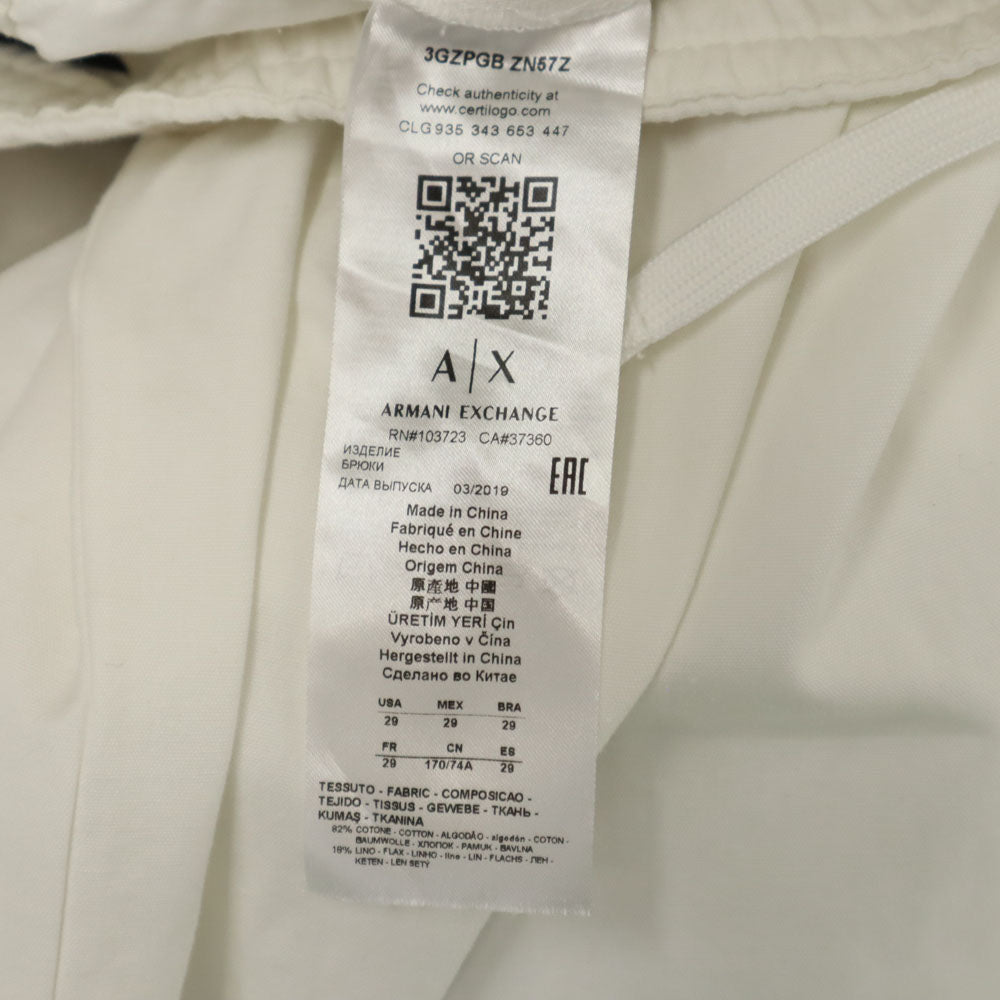 3GZPGB ZN57Z
Check authenticity at
www.certilogo.com
CLG 935 343 653 447
OR SCAN
A|X
ARMANI EXCHANGE
RN#103723 CA#37360
ИЗДЕЛИЕ
БРЮКИ
ДАТА ВЫПУСКА 03/2019
EAC
Made in China
Fabriqué en Chine
Hecho en China
Origem China
原產地 中國
原产地 中国
ÜRETİM YERİ Çin
Vyrobeno v Čína
Hergestellt in China
Сделано во Китае
USA MEX BRA
29 29 29
FR CN ES
29 170/74A 29
TESSUTO - FABRIC - COMPOSICAO -
TEJIDO - TISSUS - GEWEBE - ТКАНЬ -
KUMAŞ - TKANINA
82% COTONE - COTTON - ALGODÃO - algodón - COTON -
BAUMWOLLE - ХЛОПОК - PAMUK - BAVLNA
18% LINO - FLAX - LINHO - lino - LIN - FLACHS - ЛЕН -
KETEN - LEN SETÝ